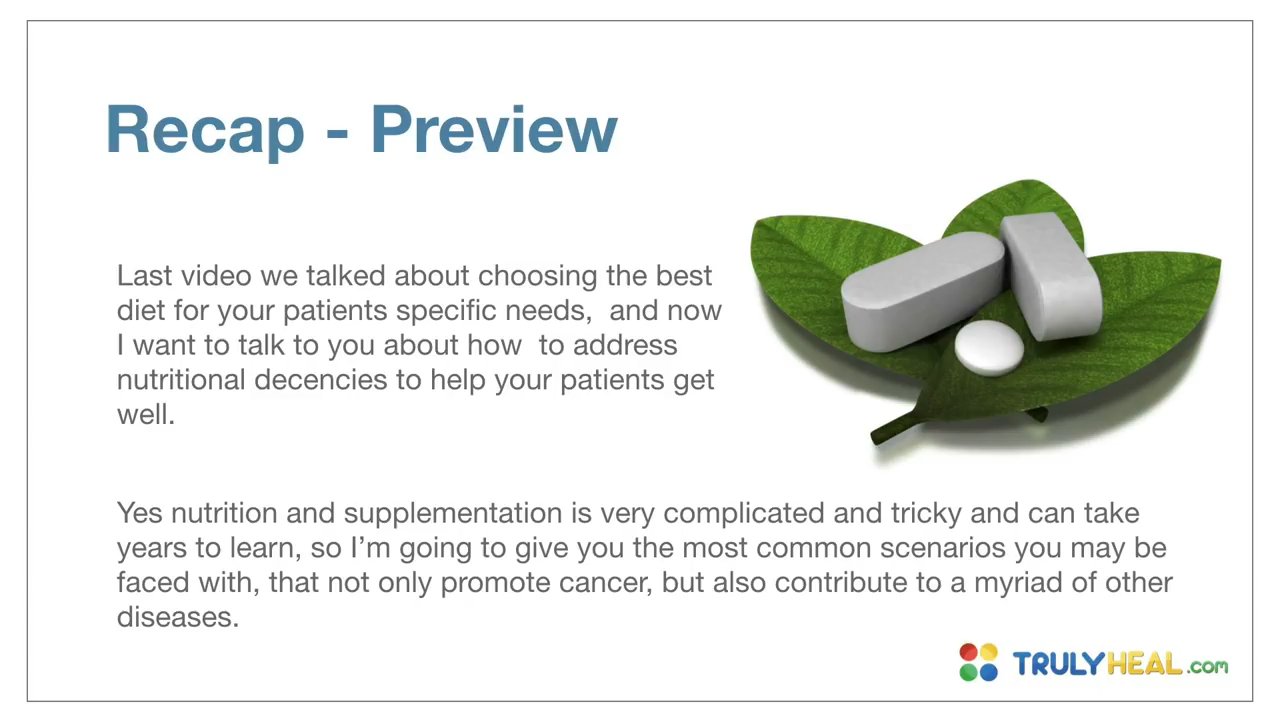 Recap - Preview
Last video we talked about choosing the best
diet for your patients specific needs,  and now
I want to talk to you about how  to address
nutritional decencies to help your patients get
well.
Yes nutrition and supplementation is very complicated and tricky and can take
years to learn, so I’m going to give you the most common scenarios you may be
faced with, that not only promote cancer, but also contribute to a myriad of other
diseases.
TRULYHEAL.com